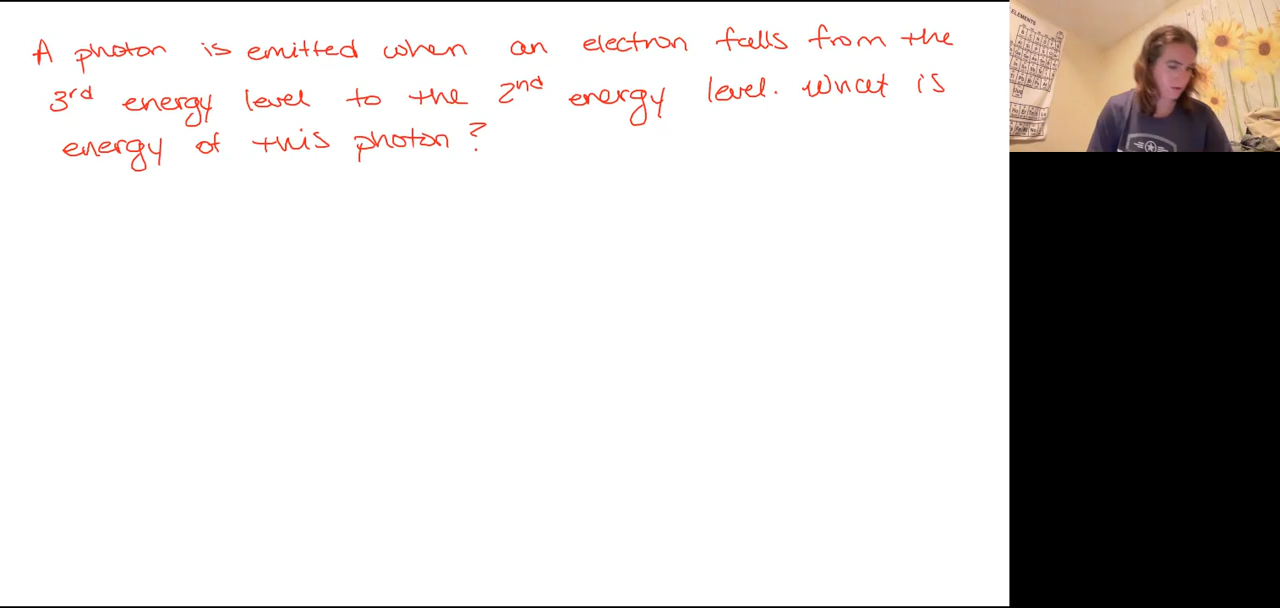 A photon is emitted when an electron falls from the
3rd energy level to the 2nd energy level. What is
energy of this photon?
ELEMENTS